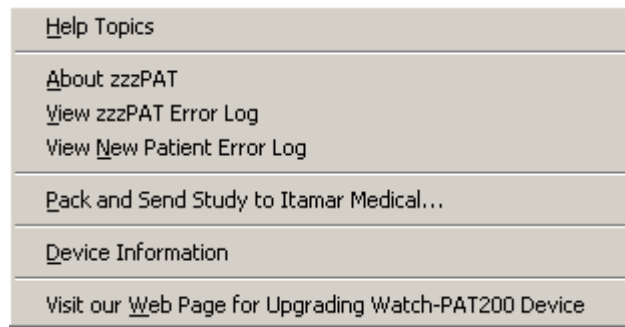 Help Topics
About zzzPAT
View zzzPAT Error Log
View New Patient Error Log
Pack and Send Study to Itamar Medical...
Device Information
Visit our Web Page for Upgrading Watch-PAT200 Device